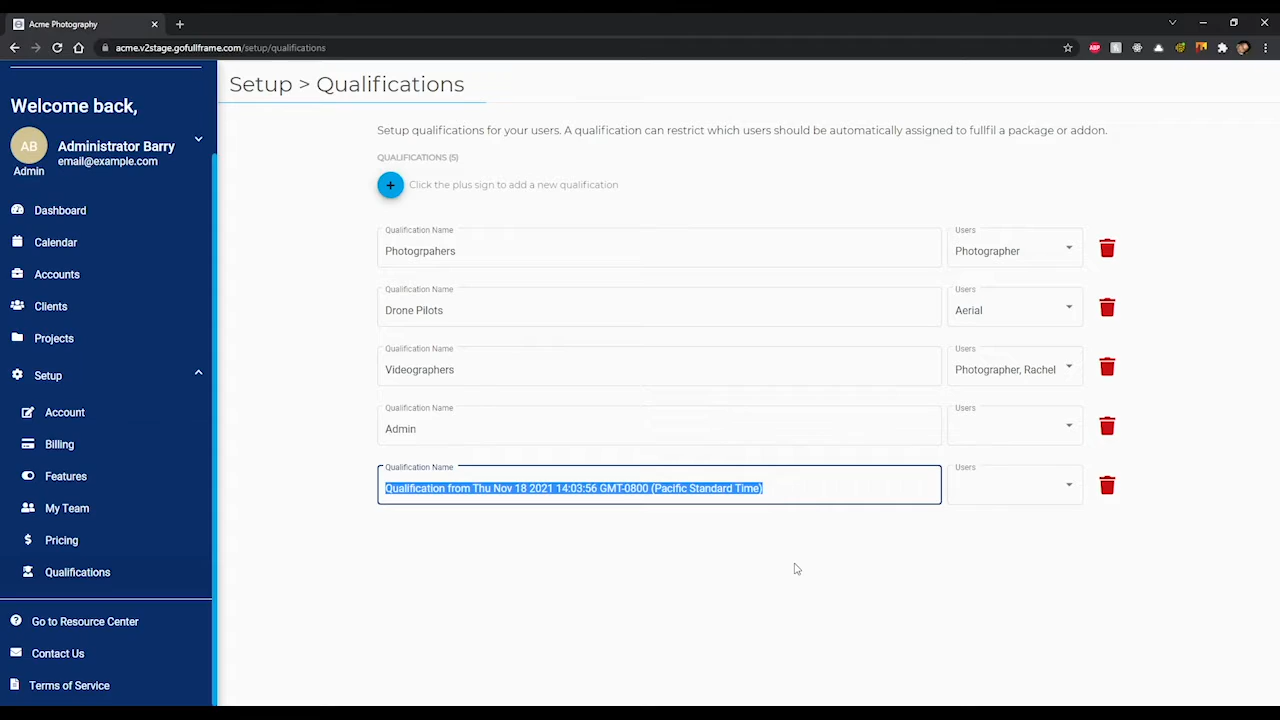 Acme Photography
acme.v2stage.gofullframe.com/setup/qualifications
ABP
Welcome back,
AB
Administrator Barry
email@example.com
Admin
Dashboard
Calendar
Accounts
Clients
Projects
Setup
Account
Billing
Features
My Team
Pricing
Qualifications
Go to Resource Center
Contact Us
Terms of Service
Setup > Qualifications
Setup qualifications for your users. A qualification can restrict which users should be automatically assigned to fullfil a package or addon.
QUALIFICATIONS (5)
+ Click the plus sign to add a new qualification
Qualification Name Users
Photogrpahers Photographer
Qualification Name Users
Drone Pilots Aerial
Qualification Name Users
Videographers Photographer, Rachel
Qualification Name Users
Admin
Qualification Name Users
Qualification from Thu Nov 18 2021 14:03:56 GMT-0800 (Pacific Standard Time)